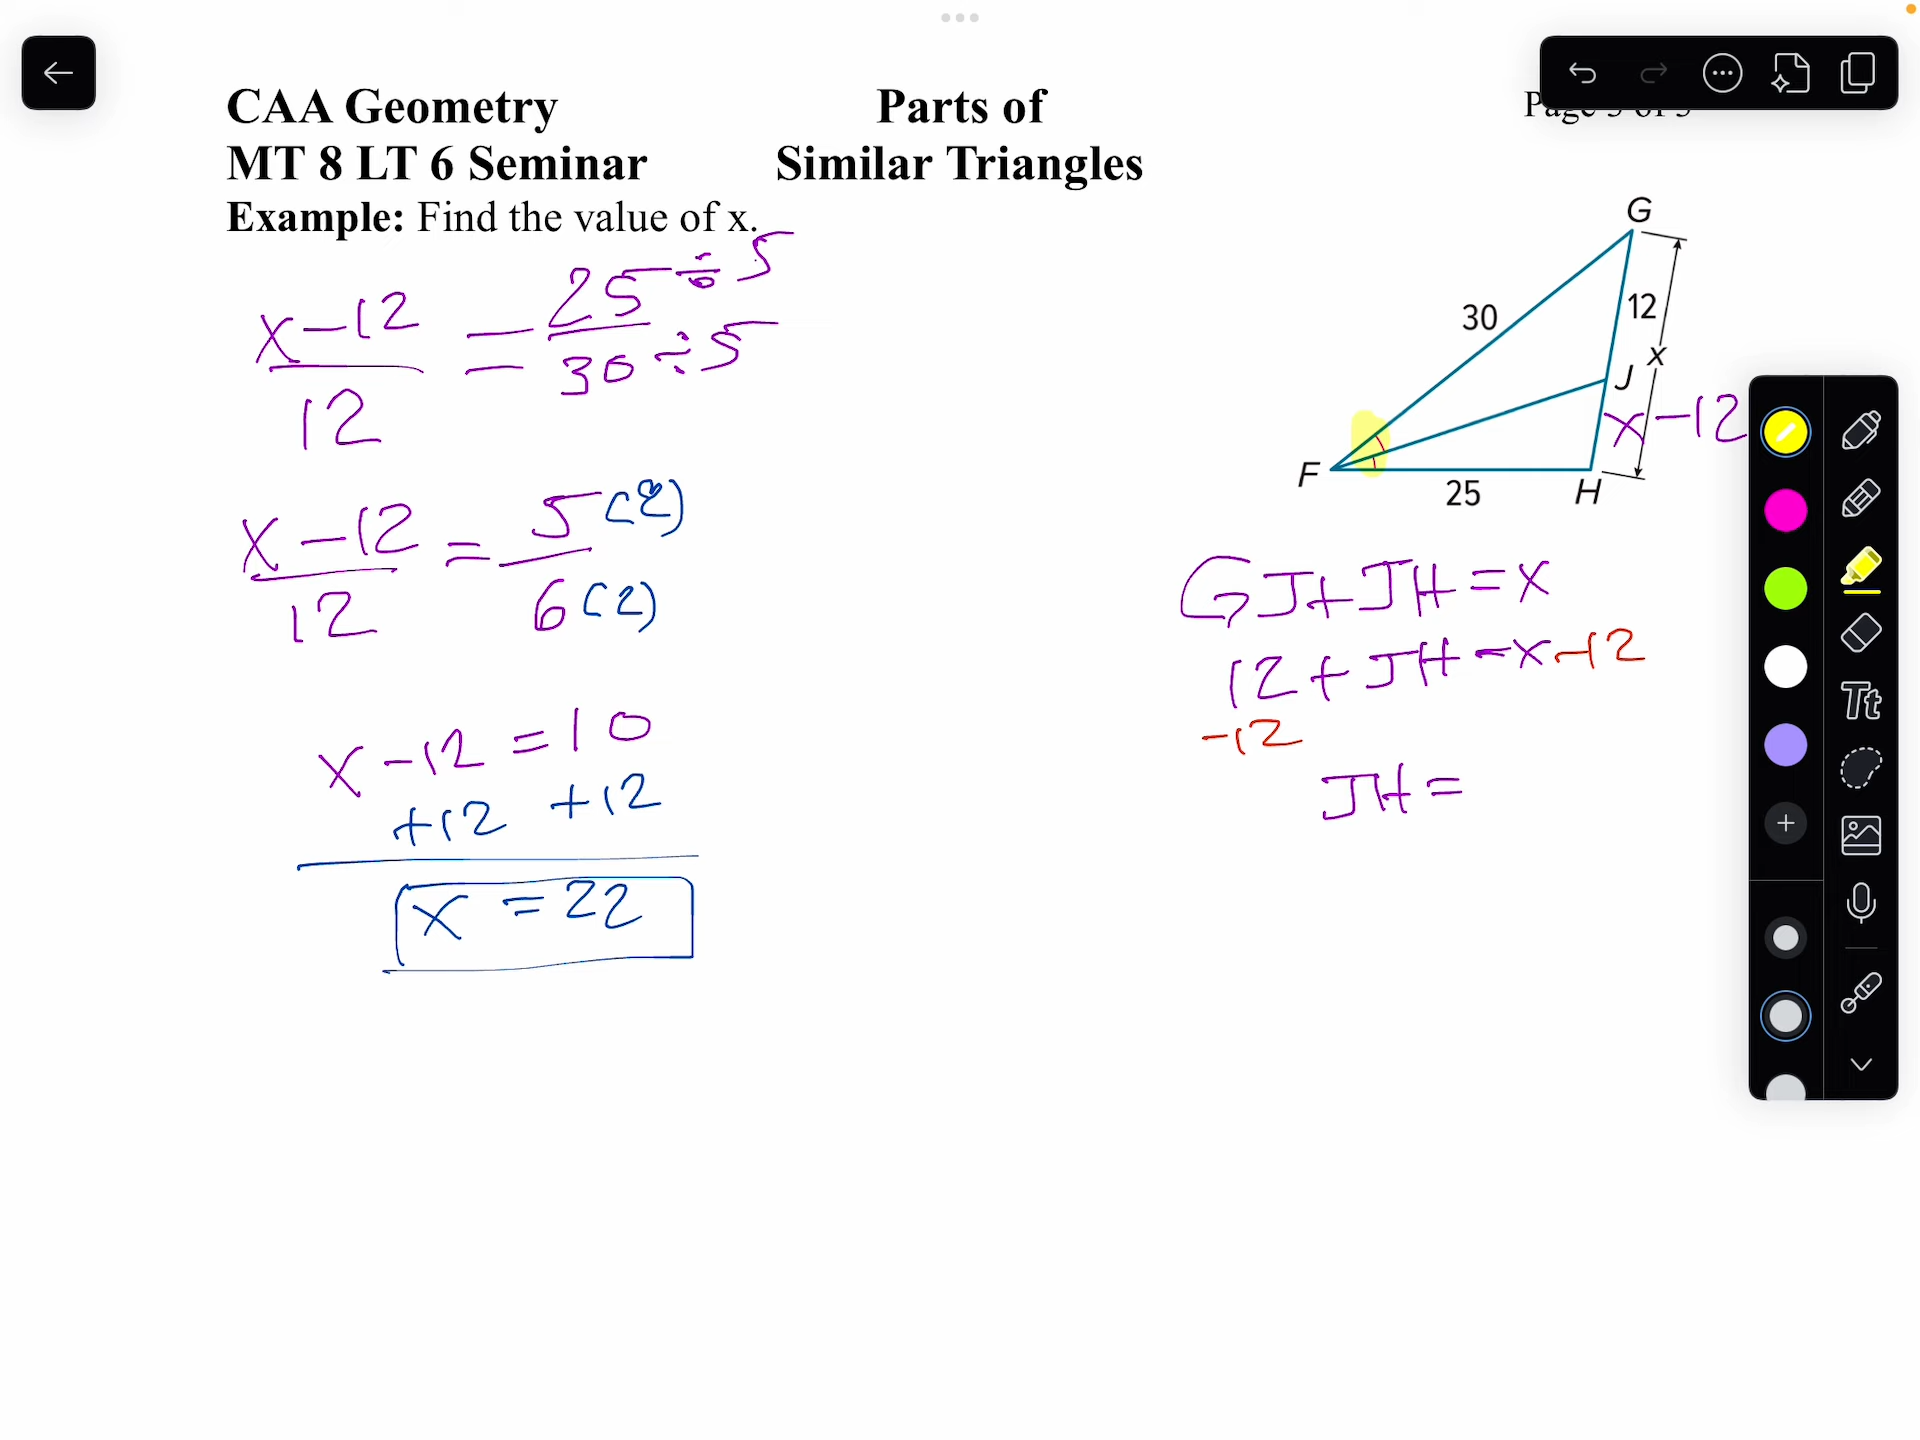 CAA Geometry
MT 8 LT 6 Seminar
Parts of
Similar Triangles
Example: Find the value of x.
x-12/12 = 25÷5/30÷5
x-12/12 = 5(2)/6(2)
x-12 = 10
+12 +12
x = 22
G
30
12
x
J
x-12
F
25
H
GJ+JH=x
12+JH=x-12
-12
JH=
Tt